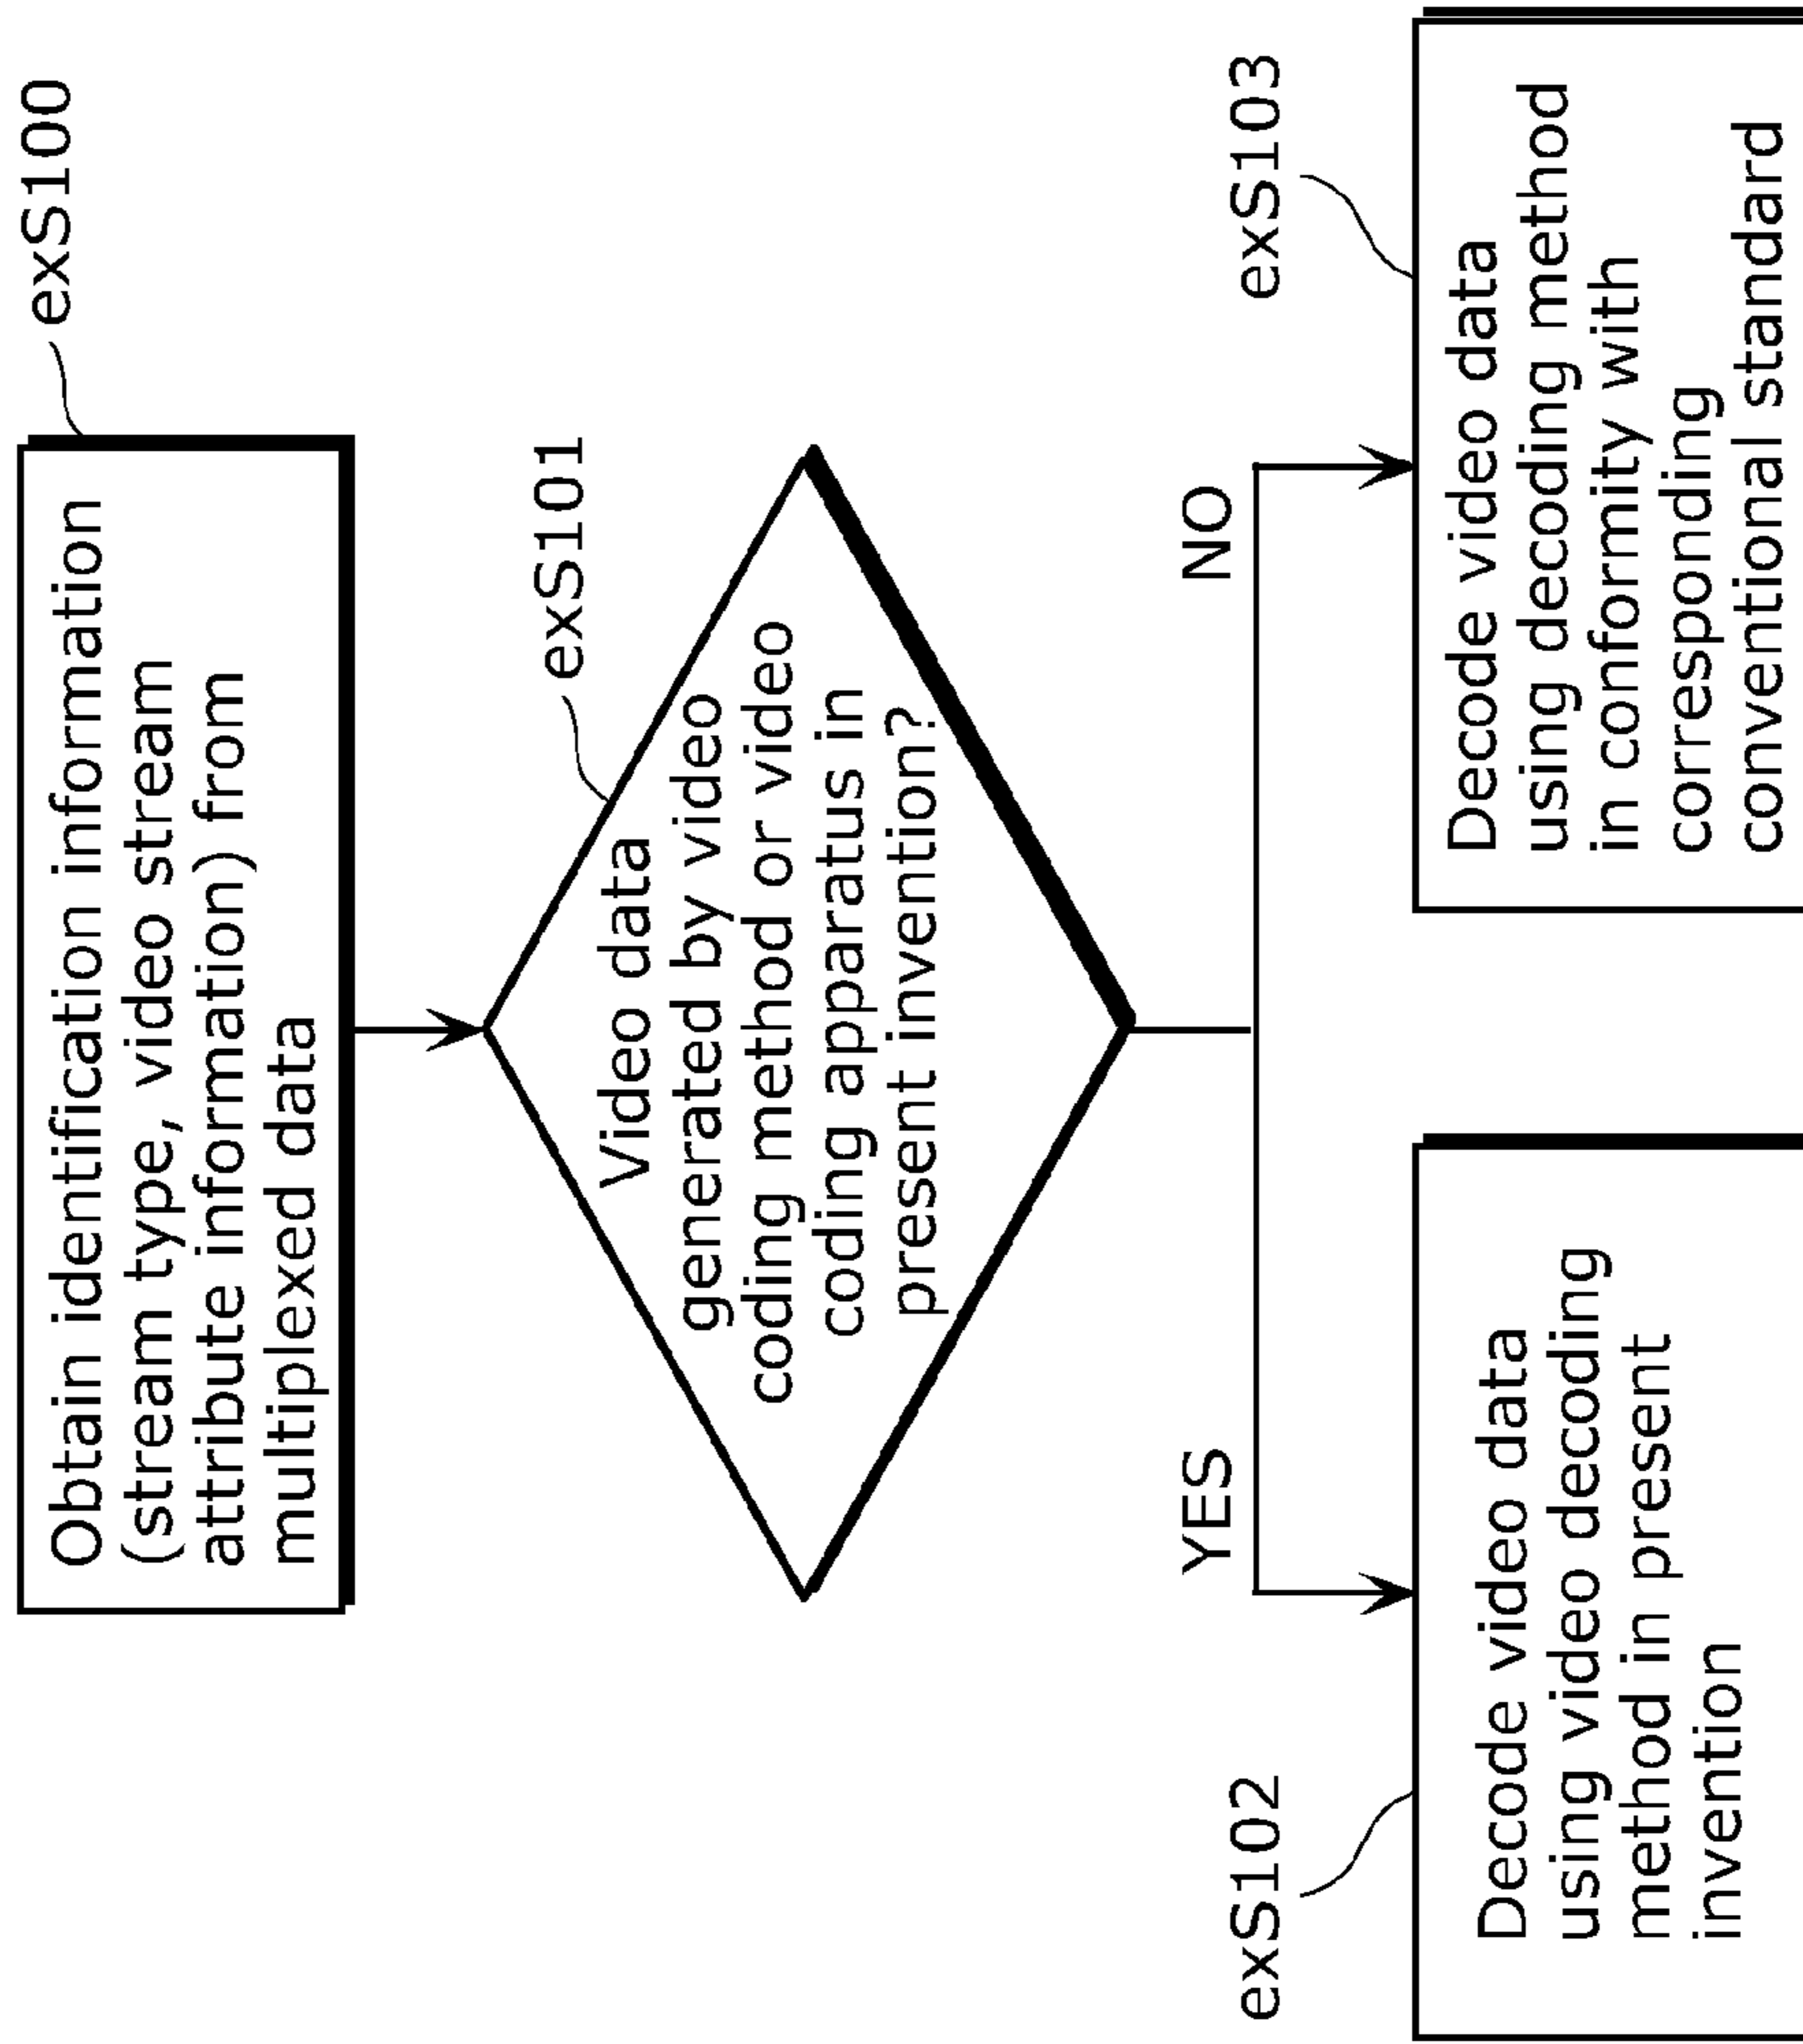 exS100
Obtain identification information
(stream type, video stream
attribute information) from
multiplexed data
exS101
Video data
generated by video
coding method or video
coding apparatus in
present invention?
YES
NO
exS102
Decode video data
using video decoding
method in present
invention
exS103
Decode video data
using decoding method
in conformity with
corresponding
conventional standard